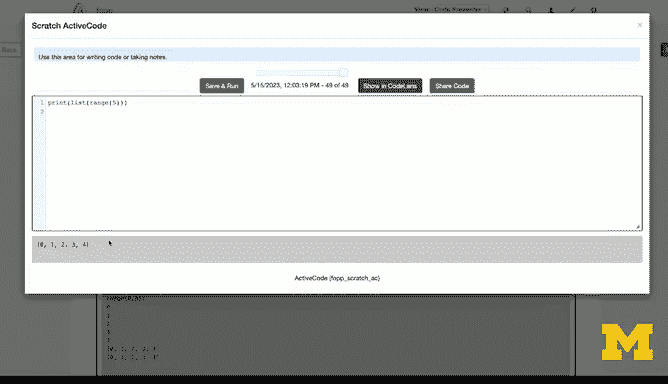 fopp
Back
Scratch ActiveCode
×
Use this area for writing code or taking notes.
Save & Run
5/15/2023, 12:03:19 PM - 49 of 49
Show in CodeLens
Share Code
1 print(list(range(5)))
2
[0, 1, 2, 3, 4]
ActiveCode (fopp_scratch_ac)
M